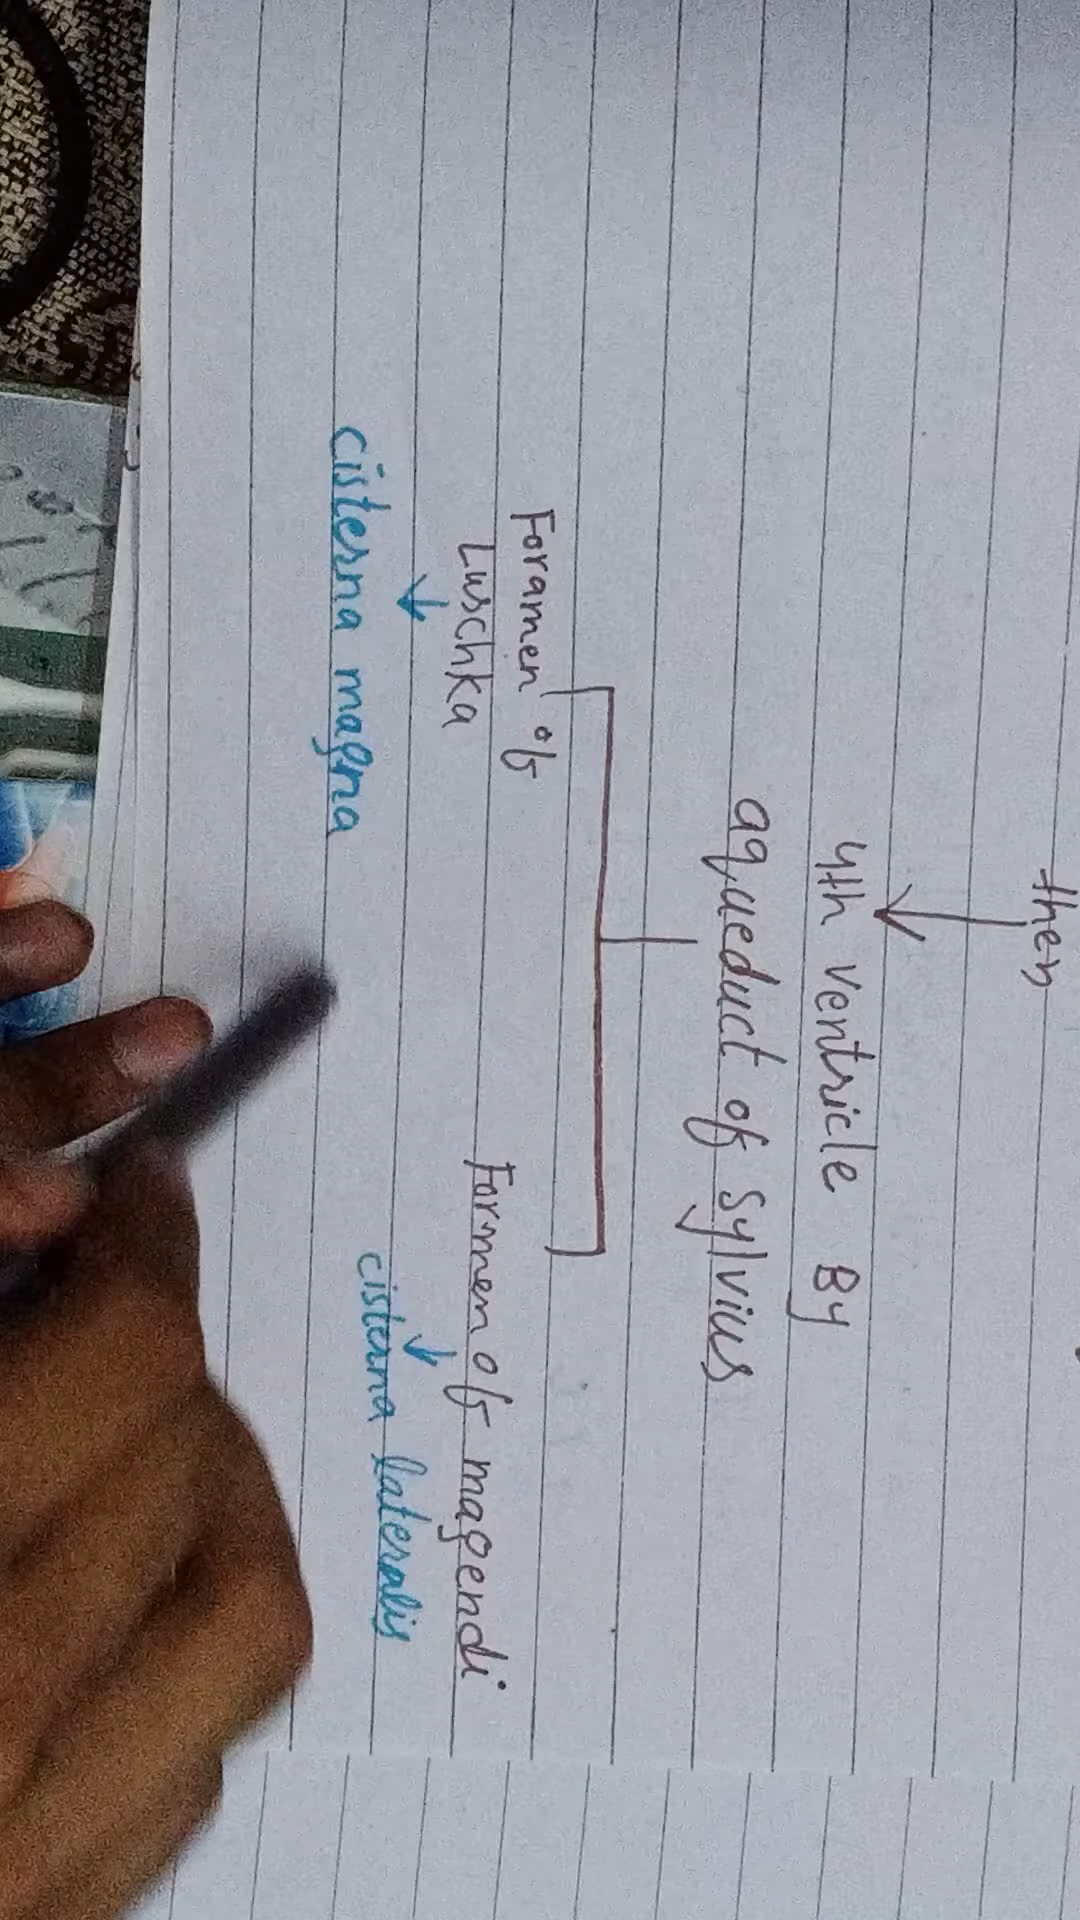 then
4th ventricle By
aqueduct of sylvius
Foramen of
Luschka
cisterna magna
Formen of magendi
cisterna lateralis